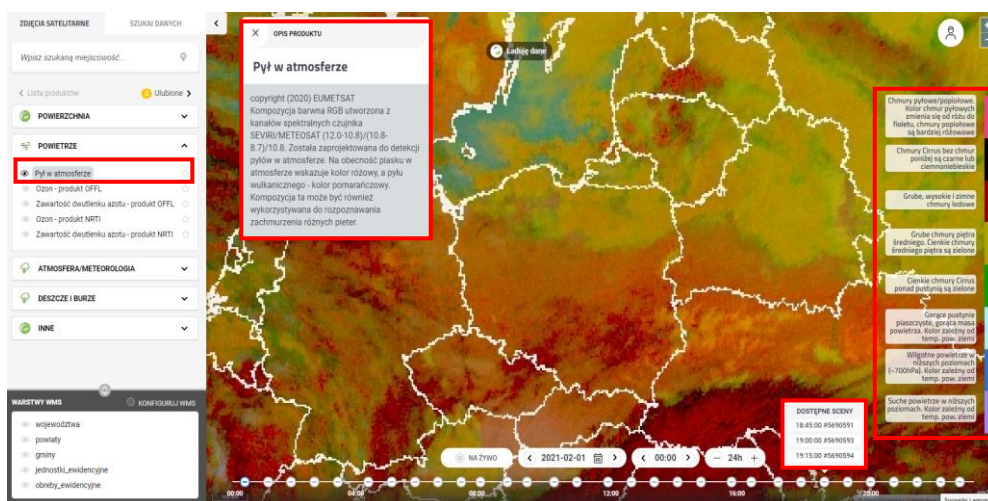 ZDJĘCIA SATELITARNE
SZUKAJ DANYCH
Wpisz szukaną miejscowość...
Lista produktów
Ulubione
POWIERZCHNIA
POWIETRZE
Pył w atmosferze
Ozon - produkt OFFL
Zawartość dwutlenku azotu - produkt OFFL
Ozon - produkt NRTI
Zawartość dwutlenku azotu - produkt NRTI
ATMOSFERA/METEOROLOGIA
DESZCZE I BURZE
INNE
WARSTWY WMS
KONFIGURUJ WMS
województwa
powiaty
gminy
jednostki_ewidencyjne
obreby_ewidencyjne
OPIS PRODUKTU
Pył w atmosferze
copyright (2020) EUMETSAT
Kompozycja barwna RGB utworzona z
kanałów spektralnych czujnika
SEVIRI/METEOSAT (12.0-10.8)/(10.8-
8.7)/10.8. Została zaprojektowana do detekcji
pyłów w atmosferze. Na obecność piasku w
atmosferze wskazuje kolor różowy, a pyłu
wulkanicznego - kolor pomarańczowy.
Kompozycja ta może być również
wykorzystywana do rozpoznawania
zachmurzenia różnych pieter.
Ładuję dane
Chmury pyłowe/popiołowe.
Kolor chmur pyłowych
zmienia się od różu do
fioletu, chmury popiołowe
są bardziej różowawe
Chmury Cirrus bez chmur
poniżej są czarne lub
ciemnoniebieskie
Grube, wysokie i zimne
chmury lodowe
Grube chmury piętra
średniego. Cienkie chmury
średniego piętra są zielone
Cienkie chmury Cirrus
ponad pustynią są zielone
Gorące pustynie
piaszczyste, gorąca masa
powietrza. Kolor zależny od
temp. pow. ziemi
Wilgotne powietrze w
niższych poziomach
(~700hPa). Kolor zależny od
temp. pow. ziemi
Suche powietrze w niższych
poziomach. Kolor zależny od
temp. pow. ziemi
DOSTĘPNE SCENY
18:45:00 #5690591
19:00:00 #5690593
19:15:00 #5690594
NA ŻYWO
2021-02-01
00:00
24h
00:00
04:00
08:00
12:00
16:00
20:00